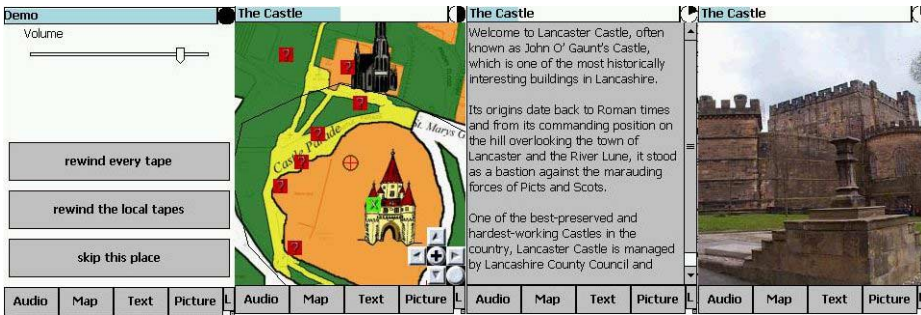 Demo
Volume
rewind every tape
rewind the local tapes
skip this place
Audio Map Text Picture L
The Castle
Castle Parade
St. Marys G
Audio Map Text Picture L
The Castle
Welcome to Lancaster Castle, often
known as John O' Gaunt's Castle,
which is one of the most historically
interesting buildings in Lancashire.
Its origins date back to Roman times
and from its commanding position on
the hill overlooking the town of
Lancaster and the River Lune, it stood
as a bastion against the marauding
forces of Picts and Scots.
One of the best-preserved and
hardest-working Castles in the
country, Lancaster Castle is managed
by Lancashire County Council and
Audio Map Text Picture L
The Castle
Audio Map Text Picture